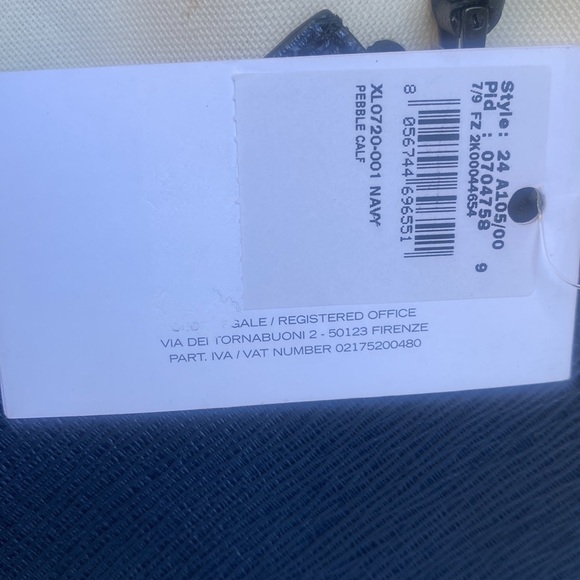 Style: 24 A105/00
Pid : 0704758 9
7/9 FZ 2K00044654
8 056744 696551
XL0720-001 NAVY
PEBBLE CALF
GALE / REGISTERED OFFICE
VIA DEI TORNABUONI 2 - 50123 FIRENZE
PART. IVA / VAT NUMBER 02175200480